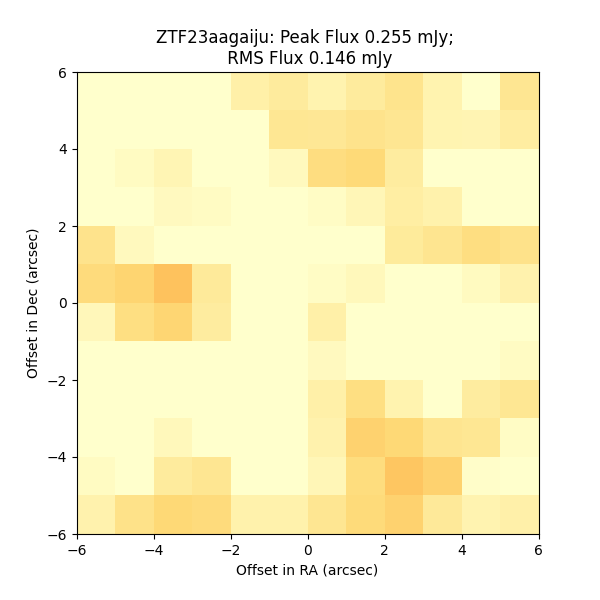 ZTF23aagaiju: Peak Flux 0.255 mJy;
RMS Flux 0.146 mJy
6
4
2
0
−2
−4
−6
Offset in Dec (arcsec)
−6 −4 −2 0 2 4 6
Offset in RA (arcsec)